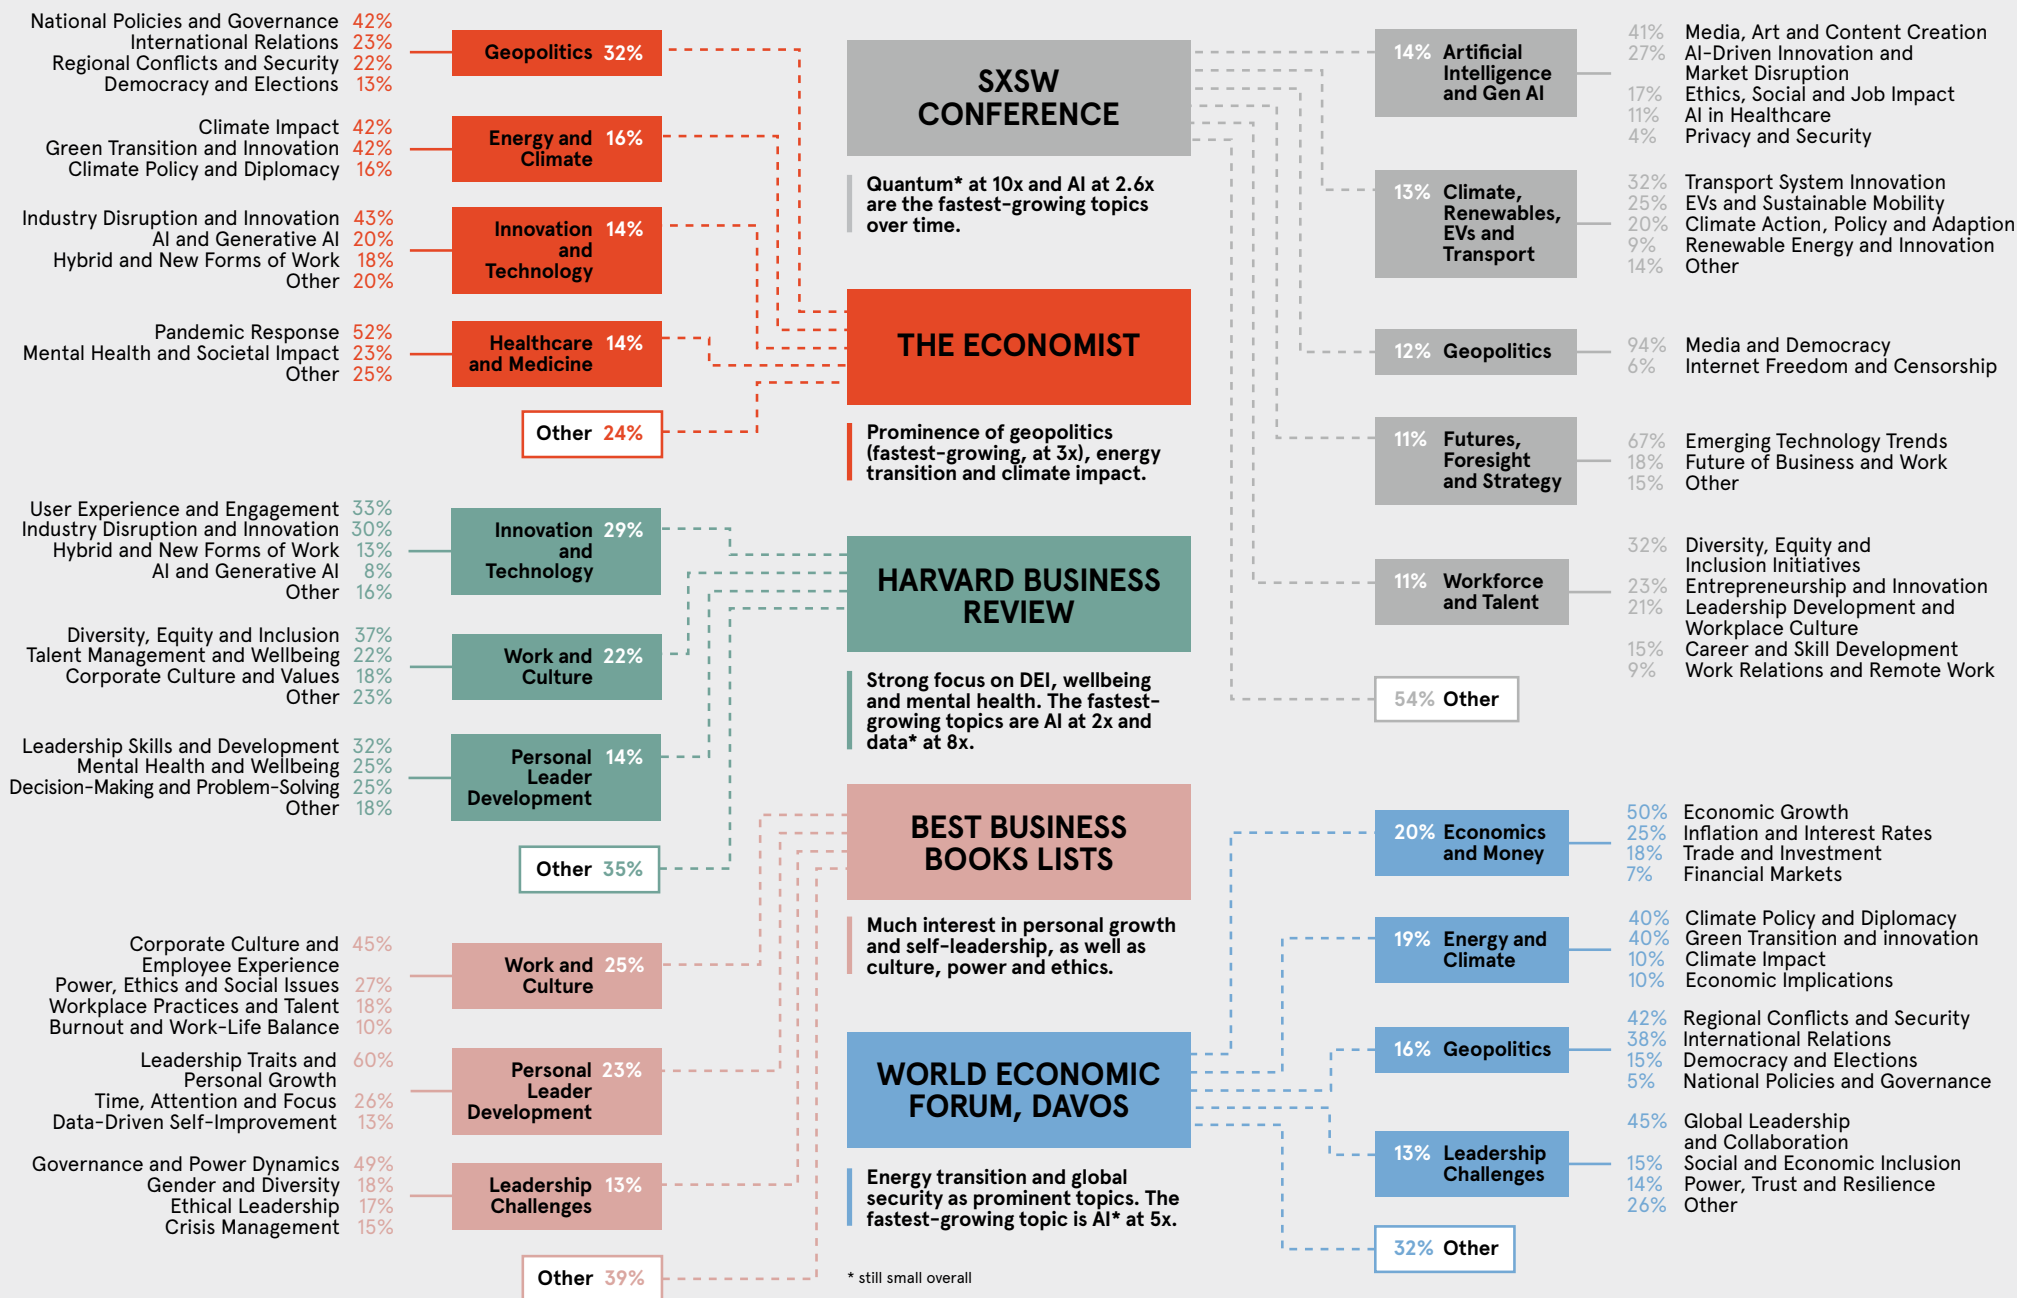 National Policies and Governance 42%
International Relations 23%
Regional Conflicts and Security 22%
Democracy and Elections 13%
Geopolitics 32%
Climate Impact 42%
Green Transition and Innovation 42%
Climate Policy and Diplomacy 16%
Energy and 16%
Climate
Industry Disruption and Innovation 43%
AI and Generative AI 20%
Hybrid and New Forms of Work 18%
Other 20%
Innovation 14%
and
Technology
Pandemic Response 52%
Mental Health and Societal Impact 23%
Other 25%
Healthcare 14%
and Medicine
Other 24%
User Experience and Engagement 33%
Industry Disruption and Innovation 30%
Hybrid and New Forms of Work 13%
AI and Generative AI 8%
Other 16%
Innovation 29%
and
Technology
Diversity, Equity and Inclusion 37%
Talent Management and Wellbeing 22%
Corporate Culture and Values 18%
Other 23%
Work and 22%
Culture
Leadership Skills and Development 32%
Mental Health and Wellbeing 25%
Decision-Making and Problem-Solving 25%
Other 18%
Personal 14%
Leader
Development
Other 35%
Corporate Culture and 45%
Employee Experience
Power, Ethics and Social Issues 27%
Workplace Practices and Talent 18%
Burnout and Work-Life Balance 10%
Work and 25%
Culture
Leadership Traits and 60%
Personal Growth
Time, Attention and Focus 26%
Data-Driven Self-Improvement 13%
Personal 23%
Leader
Development
Governance and Power Dynamics 49%
Gender and Diversity 18%
Ethical Leadership 17%
Crisis Management 15%
Leadership 13%
Challenges
Other 39%
SXSW
CONFERENCE
Quantum* at 10x and AI at 2.6x
are the fastest-growing topics
over time.
THE ECONOMIST
Prominence of geopolitics
(fastest-growing, at 3x), energy
transition and climate impact.
HARVARD BUSINESS
REVIEW
Strong focus on DEI, wellbeing
and mental health. The fastest-
growing topics are AI at 2x and
data* at 8x.
BEST BUSINESS
BOOKS LISTS
Much interest in personal growth
and self-leadership, as well as
culture, power and ethics.
WORLD ECONOMIC
FORUM, DAVOS
Energy transition and global
security as prominent topics. The
fastest-growing topic is AI* at 5x.
* still small overall
14% Artificial
Intelligence
and Gen AI
41% Media, Art and Content Creation
27% AI-Driven Innovation and
Market Disruption
17% Ethics, Social and Job Impact
11% AI in Healthcare
4% Privacy and Security
13% Climate,
Renewables,
EVs and
Transport
32% Transport System Innovation
25% EVs and Sustainable Mobility
20% Climate Action, Policy and Adaption
9% Renewable Energy and Innovation
14% Other
12% Geopolitics
94% Media and Democracy
6% Internet Freedom and Censorship
11% Futures,
Foresight
and Strategy
67% Emerging Technology Trends
18% Future of Business and Work
15% Other
11% Workforce
and Talent
32% Diversity, Equity and
Inclusion Initiatives
23% Entrepreneurship and Innovation
21% Leadership Development and
Workplace Culture
15% Career and Skill Development
9% Work Relations and Remote Work
54% Other
20% Economics
and Money
50% Economic Growth
25% Inflation and Interest Rates
18% Trade and Investment
7% Financial Markets
19% Energy and
Climate
40% Climate Policy and Diplomacy
40% Green Transition and innovation
10% Climate Impact
10% Economic Implications
16% Geopolitics
42% Regional Conflicts and Security
38% International Relations
15% Democracy and Elections
5% National Policies and Governance
13% Leadership
Challenges
45% Global Leadership
and Collaboration
15% Social and Economic Inclusion
14% Power, Trust and Resilience
26% Other
32% Other